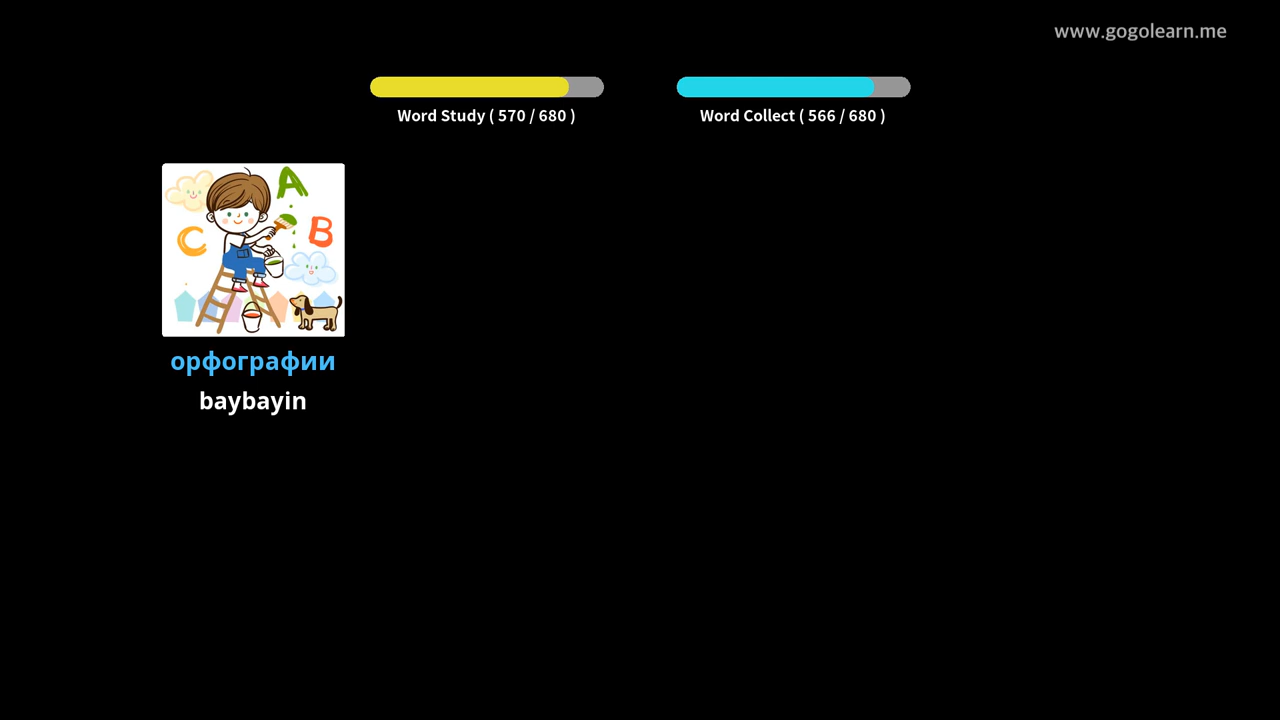 www.gogolearn.me
Word Study ( 570 / 680 )
Word Collect ( 566 / 680 )
A
B
C
орфографии
baybayin